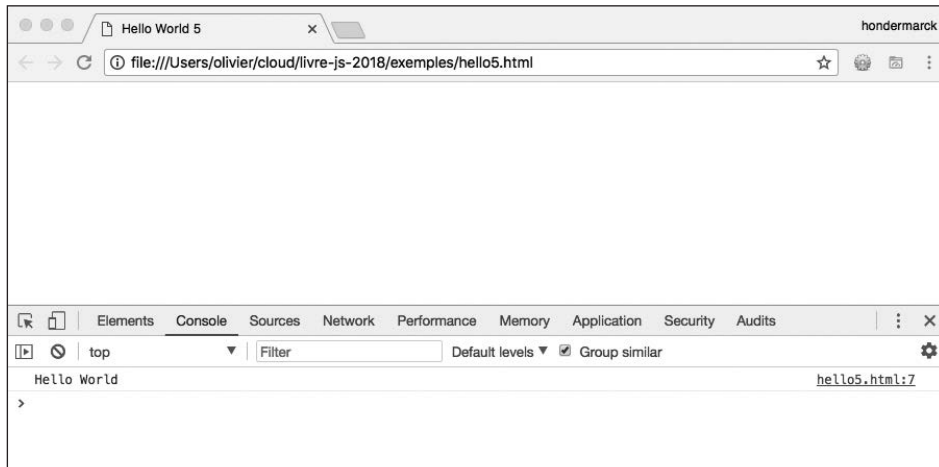 Hello World 5
hondermarck
file:///Users/olivier/cloud/livre-js-2018/exemples/hello5.html
Elements Console Sources Network Performance Memory Application Security Audits
top Filter Default levels Group similar
Hello World hello5.html:7
>